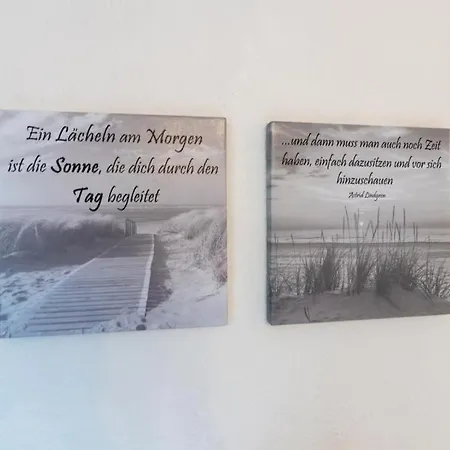 Ein Lächeln am Morgen
ist die Sonne, die dich durch den
Tag begleitet
...und dann muss man auch noch Zeit
haben, einfach dazusitzen und vor sich
hinzuschauen
Astrid Lindgren